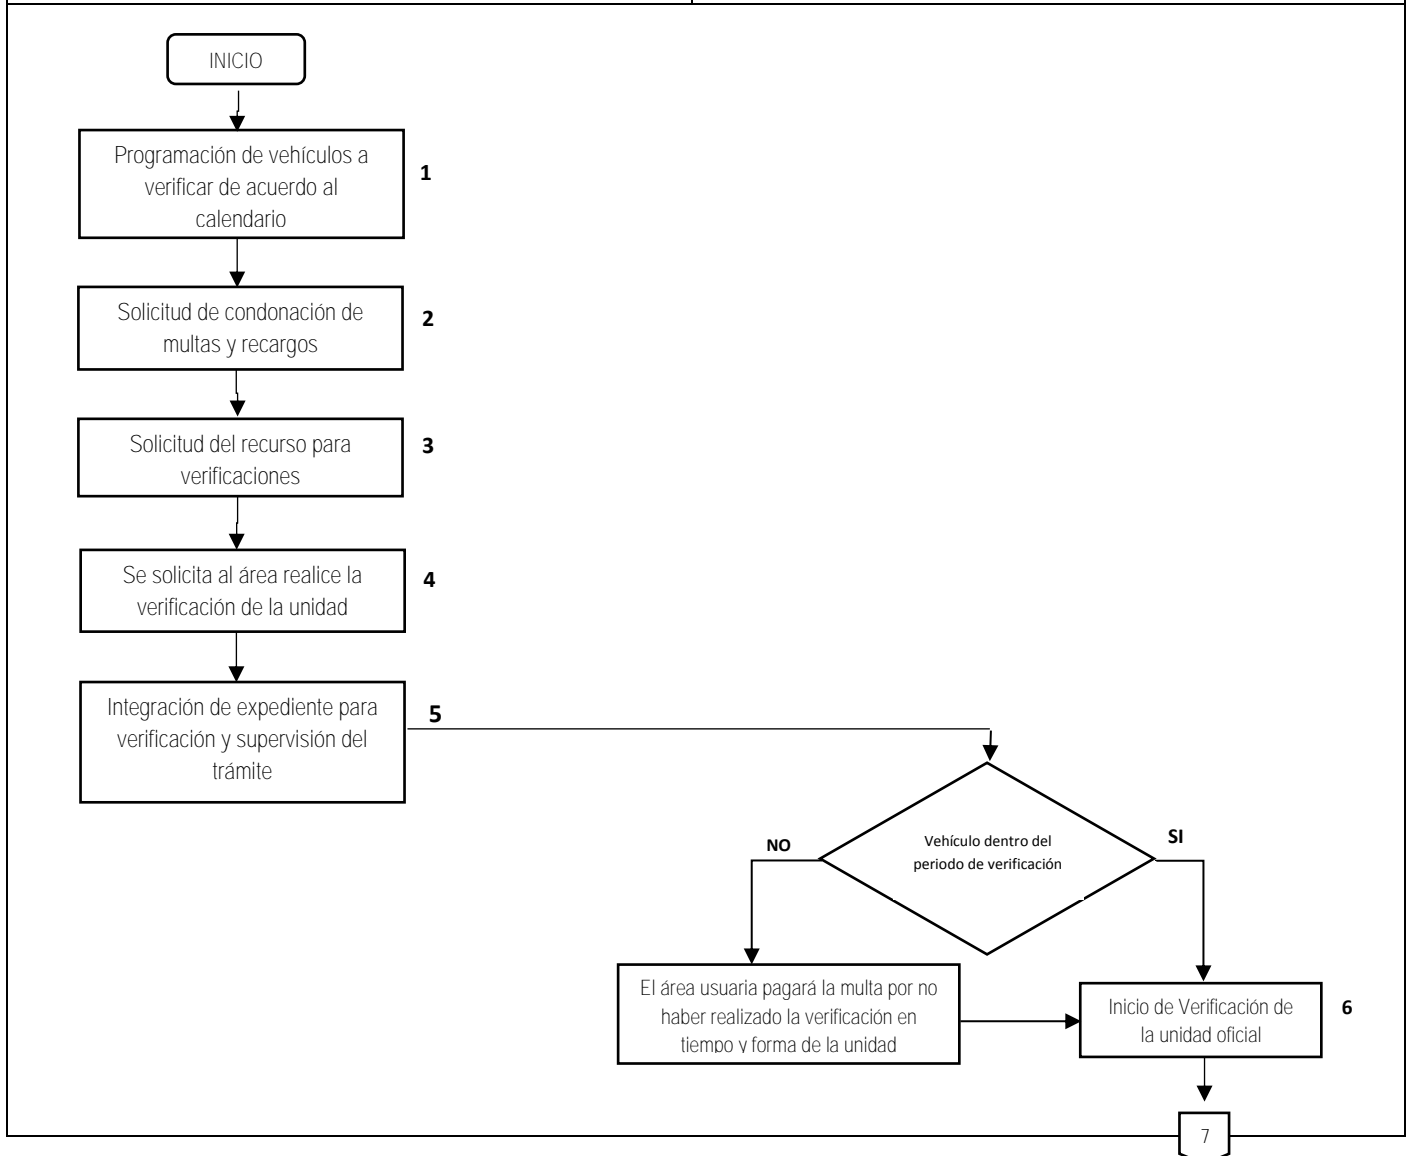 INICIO
Programación de vehículos a
verificar de acuerdo al
calendario
1
Solicitud de condonación de
multas y recargos
2
Solicitud del recurso para
verificaciones
3
Se solicita al área realice la
verificación de la unidad
4
Integración de expediente para
verificación y supervisión del
trámite
5
NO
Vehículo dentro del
periodo de verificación
SI
El área usuaria pagará la multa por no
haber realizado la verificación en
tiempo y forma de la unidad
Inicio de Verificación de
la unidad oficial
6
7